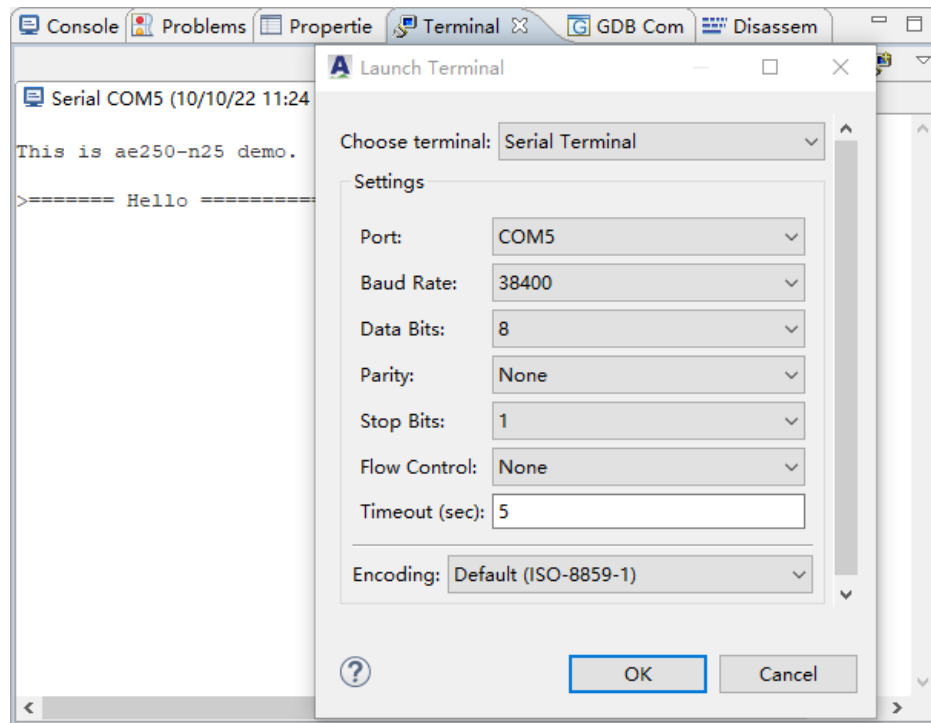 Console Problems Propertie Terminal GDB Com Disassem
Launch Terminal
Serial COM5 (10/10/22 11:24
This is ae250-n25 demo.
>======= Hello ==========
Choose terminal: Serial Terminal
Settings
Port: COM5
Baud Rate: 38400
Data Bits: 8
Parity: None
Stop Bits: 1
Flow Control: None
Timeout (sec): 5
Encoding: Default (ISO-8859-1)
OK Cancel